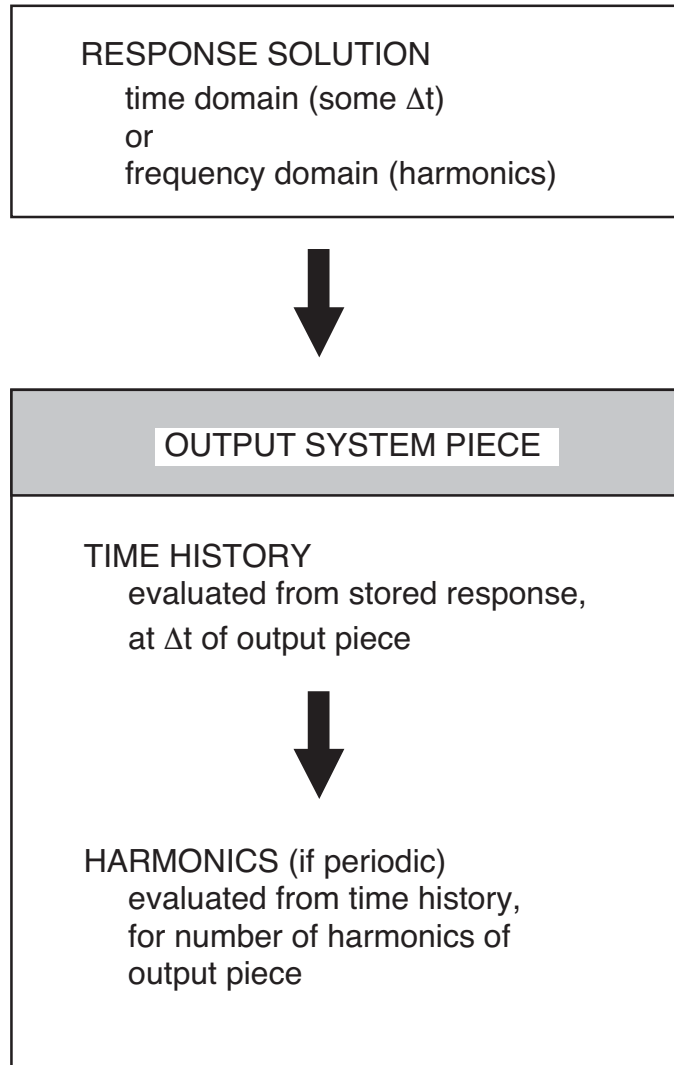 RESPONSE SOLUTION
time domain (some Δt)
or
frequency domain (harmonics)
OUTPUT SYSTEM PIECE
TIME HISTORY
evaluated from stored response,
at Δt of output piece
HARMONICS (if periodic)
evaluated from time history,
for number of harmonics of
output piece